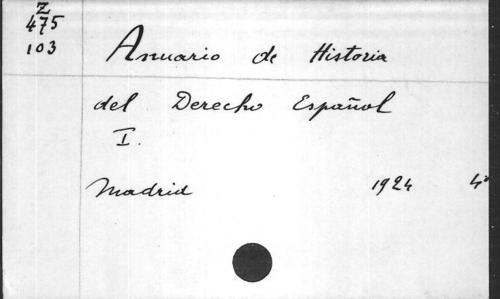 Z
475
103
Anuario de Historia
del Derecho Español
I.
Madrid 1924 4º